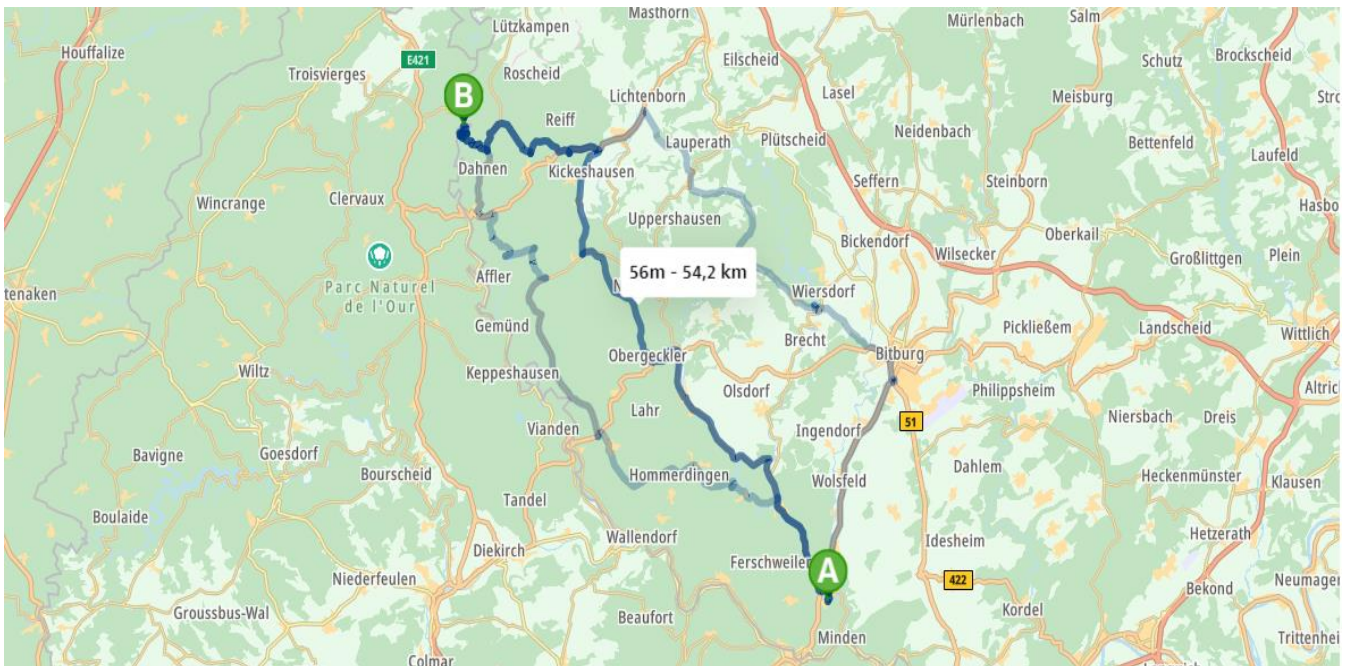 Masthorn
Salm
Mürlenbach
Lützkampen
Houffalize
E421
Eilscheid
Schutz
Brockscheid
Troisvierges
Roscheid
Lichtenborn
Lasel
Meisburg
Strc
B
Reiff
Lauperath
Plütscheid
Neidenbach
Bettenfeld
Laufeld
Dahnen
Kickeshausen
Seffern
Steinborn
Clervaux
Wincrange
Hasbo
Uppershausen
Bickendorf
Oberkail
Wilsecker
Großlittgen
Plein
Affler
56m - 54,2 km
Parc Naturel
de l'Our
tenaken
N
Wiersdorf
Gemünd
Pickließem
Landscheid
Wittlich
Brecht
Obergeckler
Bitburg
Wiltz
Keppeshausen
Olsdorf
Philippsheim
Altric
Lahr
Niersbach
Dreis
Vianden
Ingendorf
51
Bavigne
Goesdorf
Bourscheid
Hommerdingen
Wolsfeld
Dahlem
Heckenmünster
Klausen
Tandel
Boulaide
Wallendorf
Idesheim
Hetzerath
Diekirch
Ferschweiler
A
Niederfeulen
422
Bekond
Neumage
Groussbus-Wal
Beaufort
Kordel
Minden
Trittenhei
Colmar